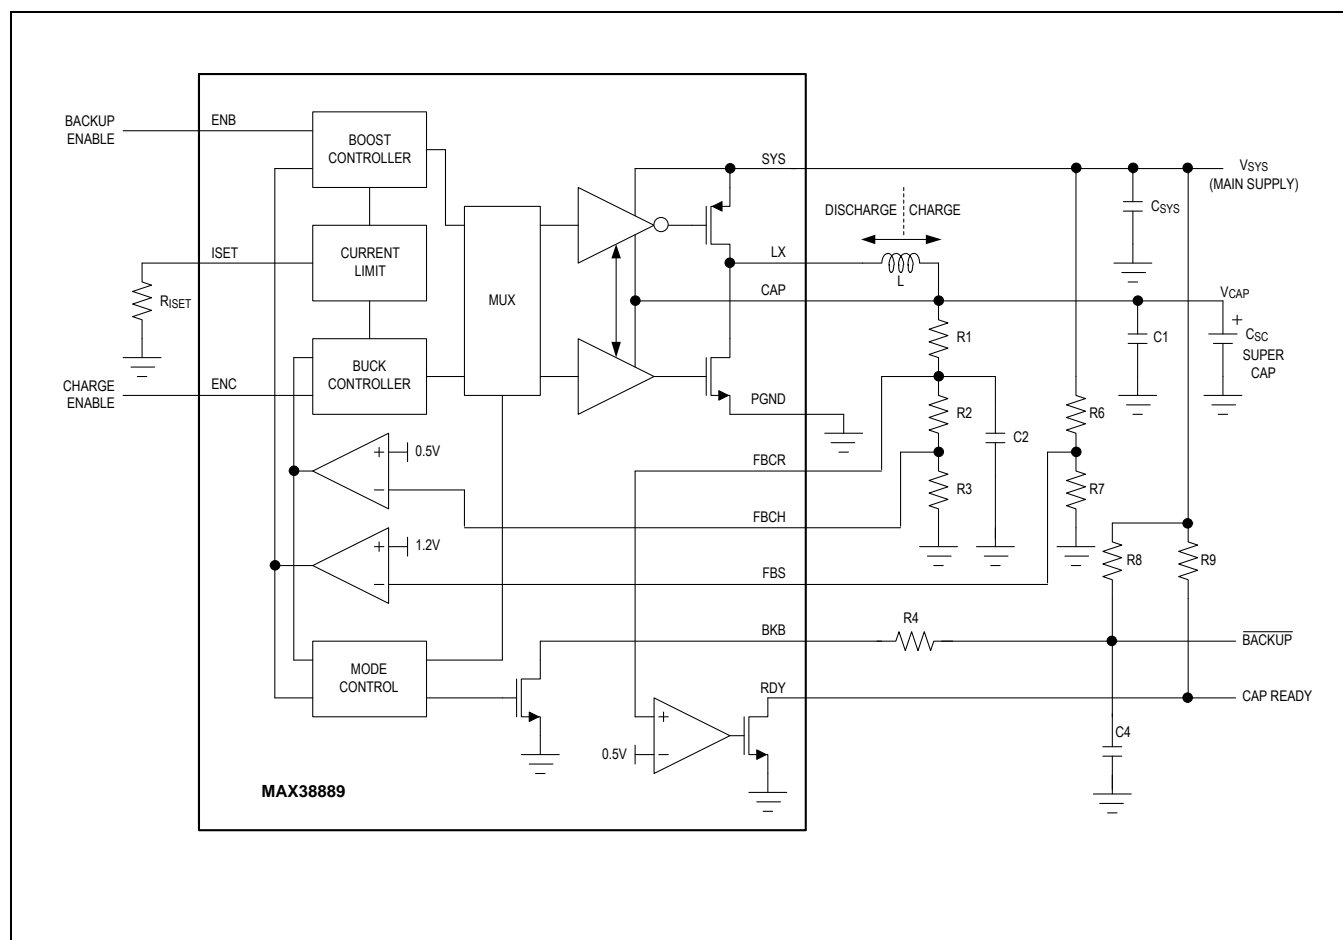 BACKUP
ENABLE
ENB
BOOST
CONTROLLER
SYS
VSYS
(MAIN SUPPLY)
DISCHARGE
CHARGE
CSYS
ISET
CURRENT
LIMIT
MUX
LX
L
RISET
CAP
VCAP
R1
C1
+
CSC
SUPER
CAP
CHARGE
ENABLE
ENC
BUCK
CONTROLLER
PGND
R2
C2
R6
+
0.5V
−
FBCR
R3
R7
FBCH
+
1.2V
−
FBS
R8
R9
R4
BKB
BACKUP
MODE
CONTROL
RDY
CAP READY
+
0.5V
−
C4
MAX38889